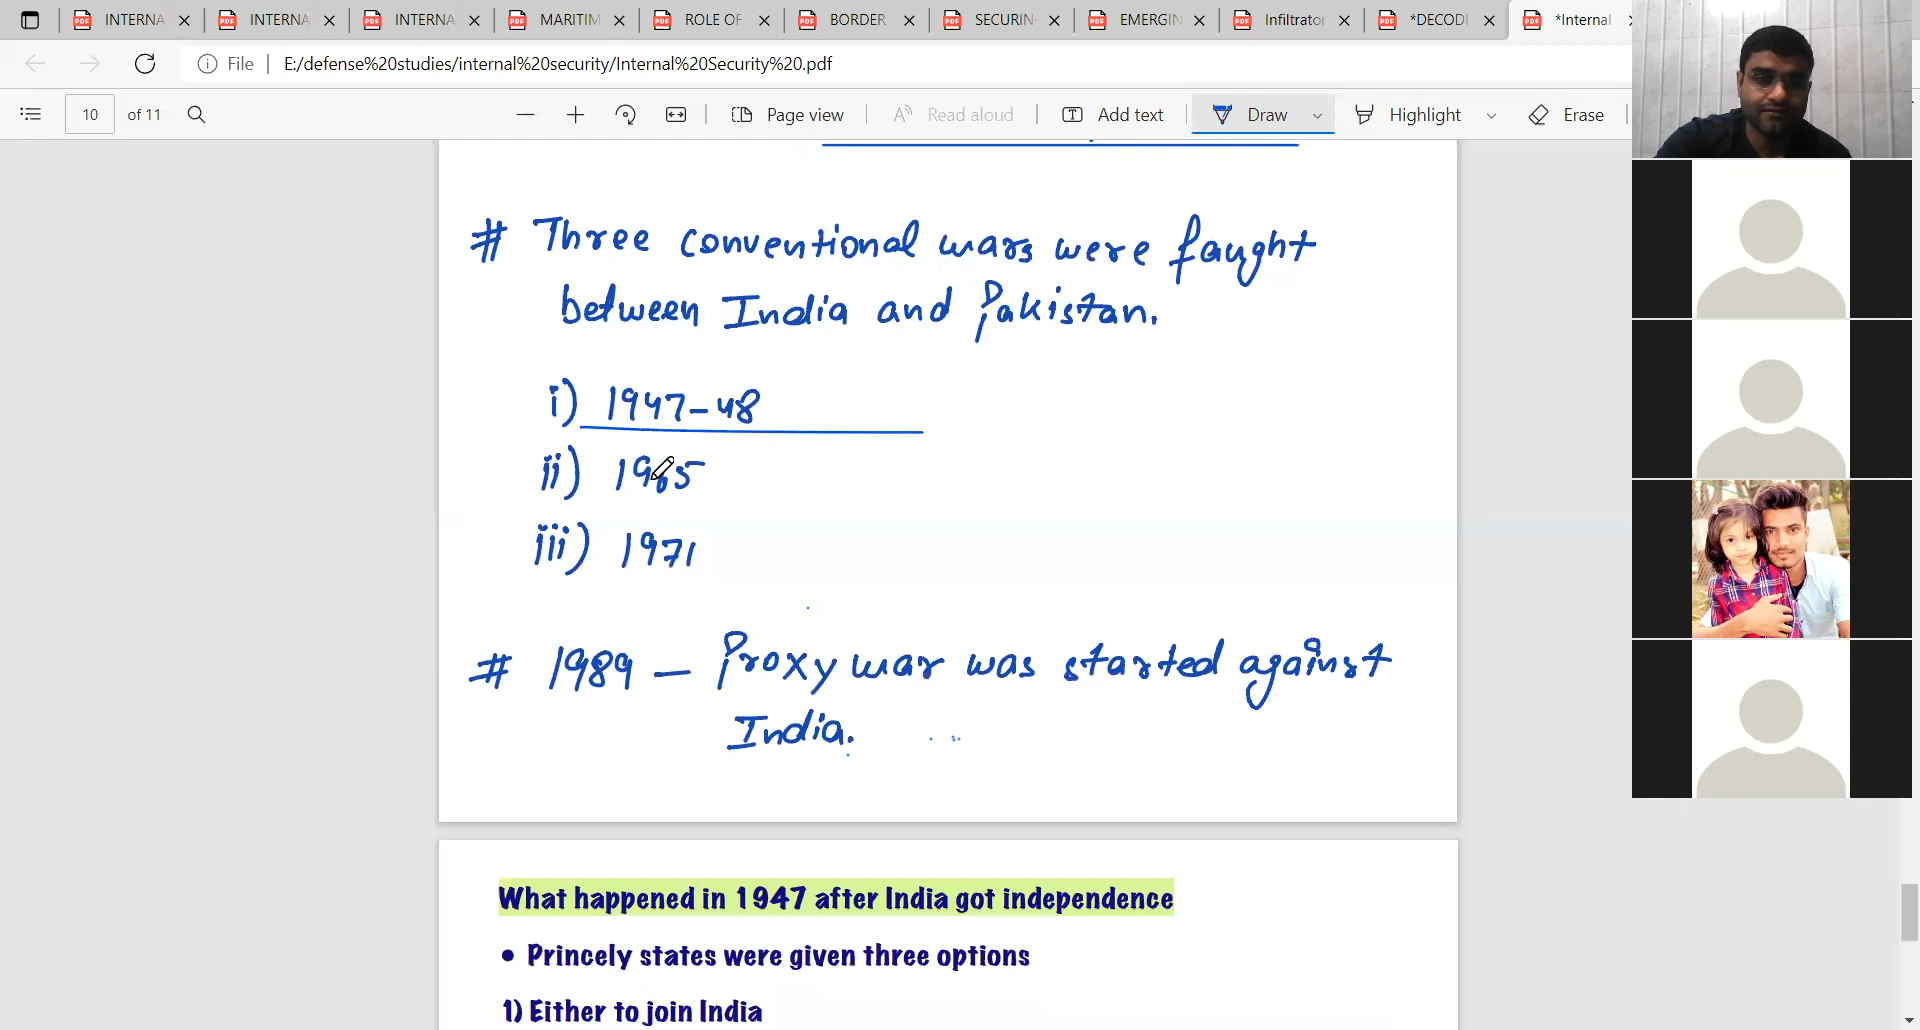 INTERNA
INTERNA
INTERNA
MARITIM
ROLE OF
BORDER
SECURIN
EMERGIN
Infiltrator
*DECODI
*Internal
File
E:/defense%20studies/internal%20security/Internal%20Security%20.pdf
10 of 11
Page view
Read aloud
Add text
Draw
Highlight
Erase
# Three conventional wars were faught
between India and Pakistan.
i) 1947-48
ii) 1965
iii) 1971
# 1989 - Proxy war was started against
India.
What happened in 1947 after India got independence
• Princely states were given three options
1) Either to join India